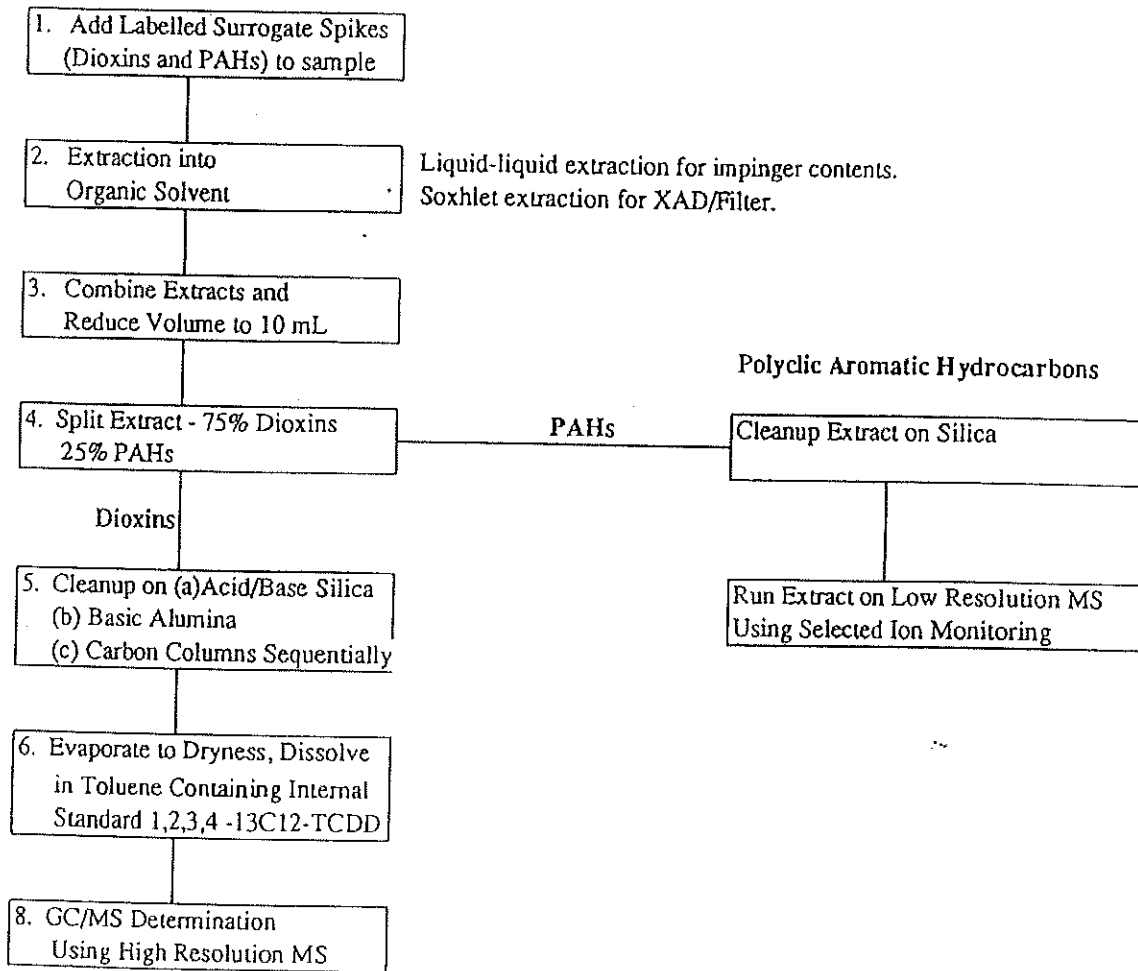 1. Add Labelled Surrogate Spikes
(Dioxins and PAHs) to sample
2. Extraction into
Organic Solvent
Liquid-liquid extraction for impinger contents.
Soxhlet extraction for XAD/Filter.
3. Combine Extracts and
Reduce Volume to 10 mL
Polyclic Aromatic Hydrocarbons
4. Split Extract - 75% Dioxins
25% PAHs
PAHs
Cleanup Extract on Silica
Dioxins
5. Cleanup on (a)Acid/Base Silica
(b) Basic Alumina
(c) Carbon Columns Sequentially
Run Extract on Low Resolution MS
Using Selected Ion Monitoring
6. Evaporate to Dryness, Dissolve
in Toluene Containing Internal
Standard 1,2,3,4 -13C12-TCDD
8. GC/MS Determination
Using High Resolution MS